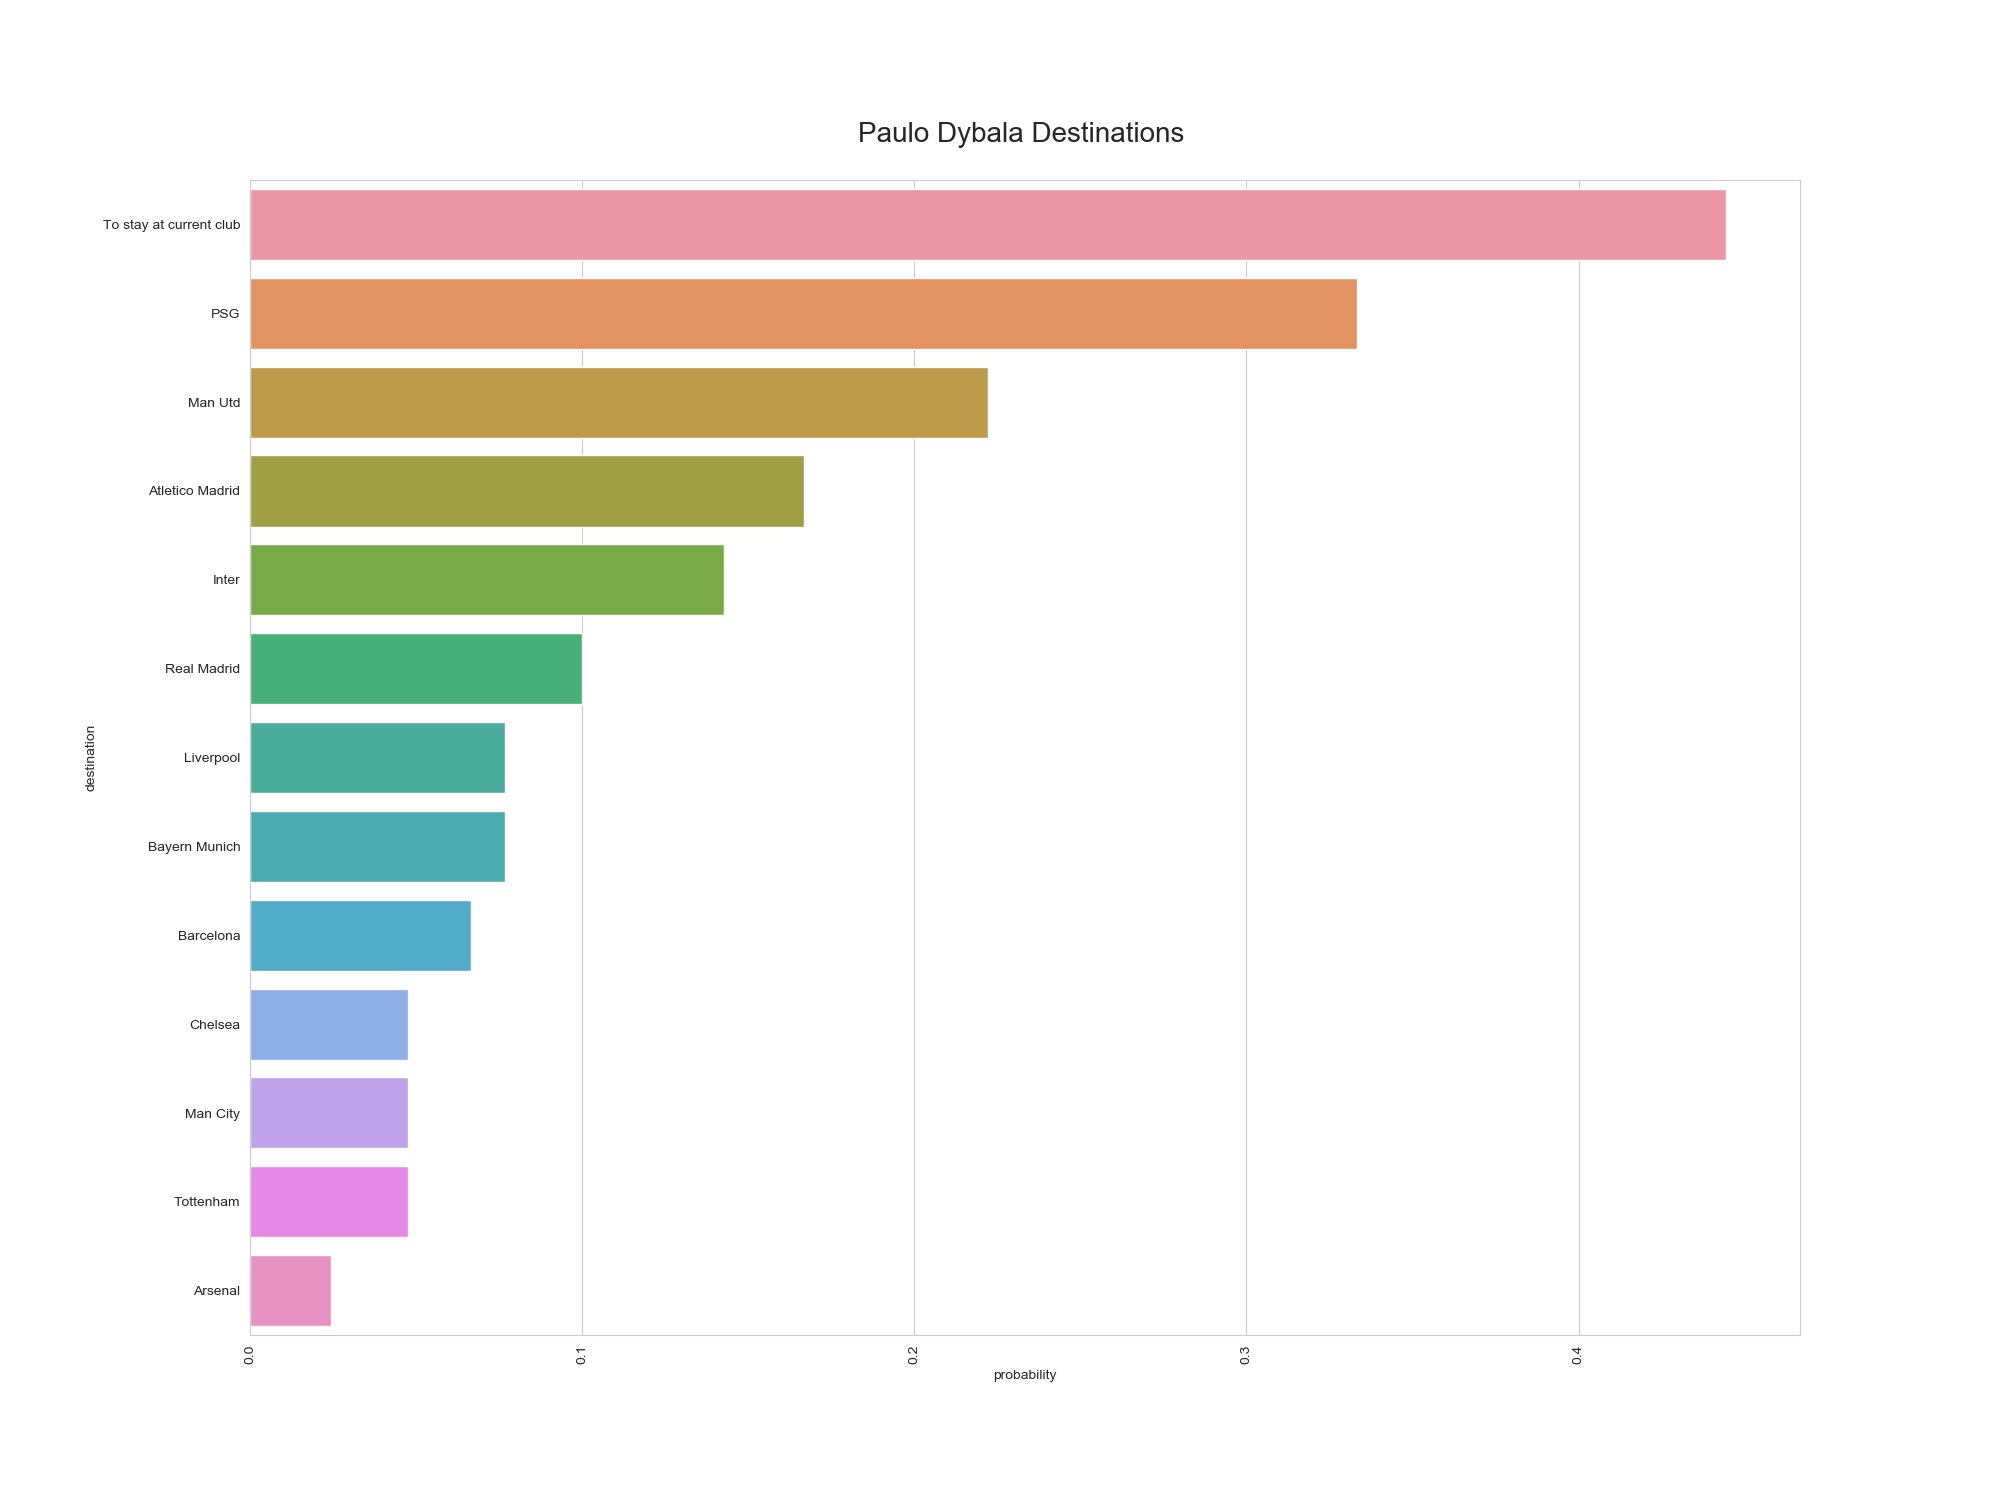 Paulo Dybala Destinations
To stay at current club
PSG
Man Utd
Atletico Madrid
Inter
Real Madrid
Liverpool
Bayern Munich
Barcelona
Chelsea
Man City
Tottenham
Arsenal
destination
0.0
0.1
0.2
0.3
0.4
probability